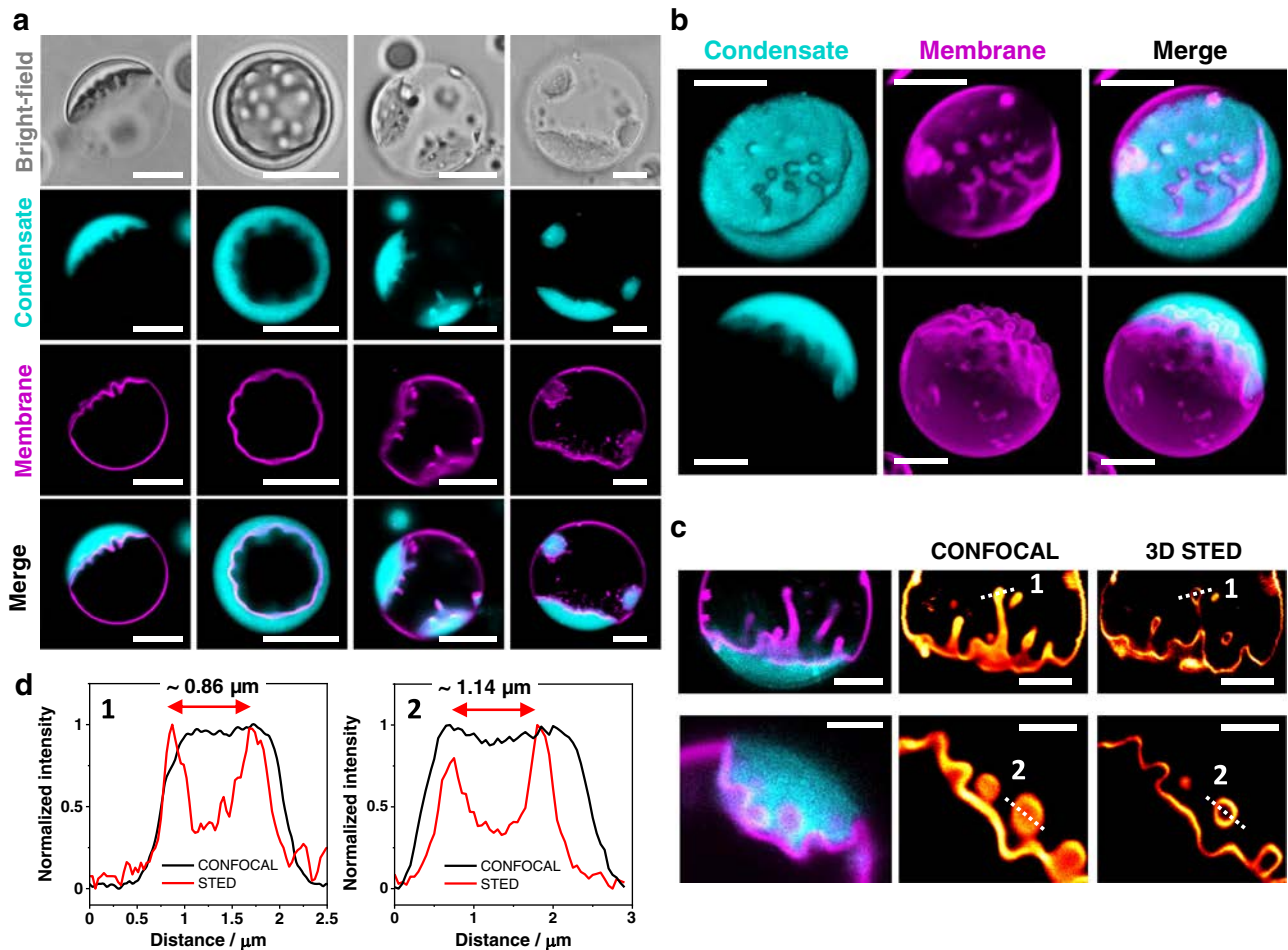 a
Bright-field
Condensate
Membrane
Merge
b
Condensate Membrane Merge
c
CONFOCAL 3D STED
1 1
2 2
d
~ 0.86 µm
1
Normalized intensity
1
0.5
0
CONFOCAL
STED
0 0.5 1 1.5 2 2.5
Distance / µm
~ 1.14 µm
2
Normalized intensity
1
0.5
0
CONFOCAL
STED
0 1 2 3
Distance / µm